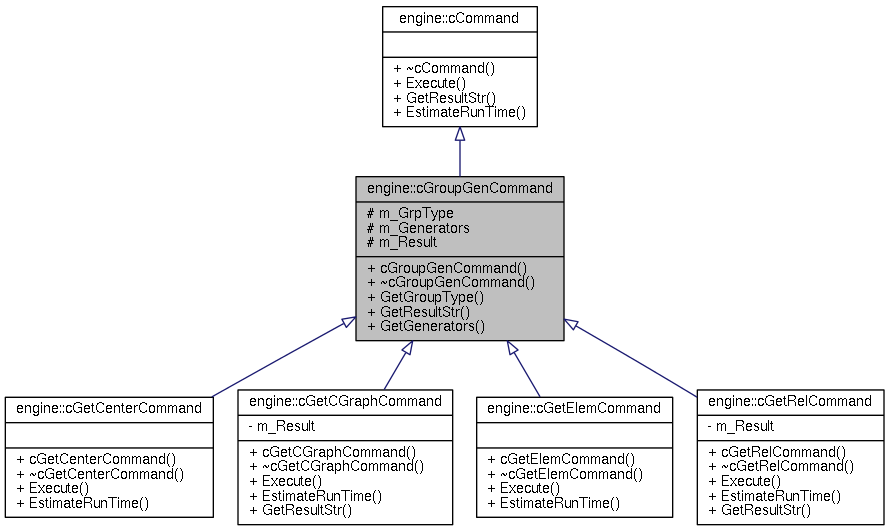 engine::cCommand
+ ~cCommand()
+ Execute()
+ GetResultStr()
+ EstimateRunTime()
engine::cGroupGenCommand
# m_GrpType
# m_Generators
# m_Result
+ cGroupGenCommand()
+ ~cGroupGenCommand()
+ GetGroupType()
+ GetResultStr()
+ GetGenerators()
engine::cGetCenterCommand
+ cGetCenterCommand()
+ ~cGetCenterCommand()
+ Execute()
+ EstimateRunTime()
engine::cGetCGraphCommand
- m_Result
+ cGetCGraphCommand()
+ ~cGetCGraphCommand()
+ Execute()
+ EstimateRunTime()
+ GetResultStr()
engine::cGetElemCommand
+ cGetElemCommand()
+ ~cGetElemCommand()
+ Execute()
+ EstimateRunTime()
engine::cGetRelCommand
- m_Result
+ cGetRelCommand()
+ ~cGetRelCommand()
+ Execute()
+ EstimateRunTime()
+ GetResultStr()